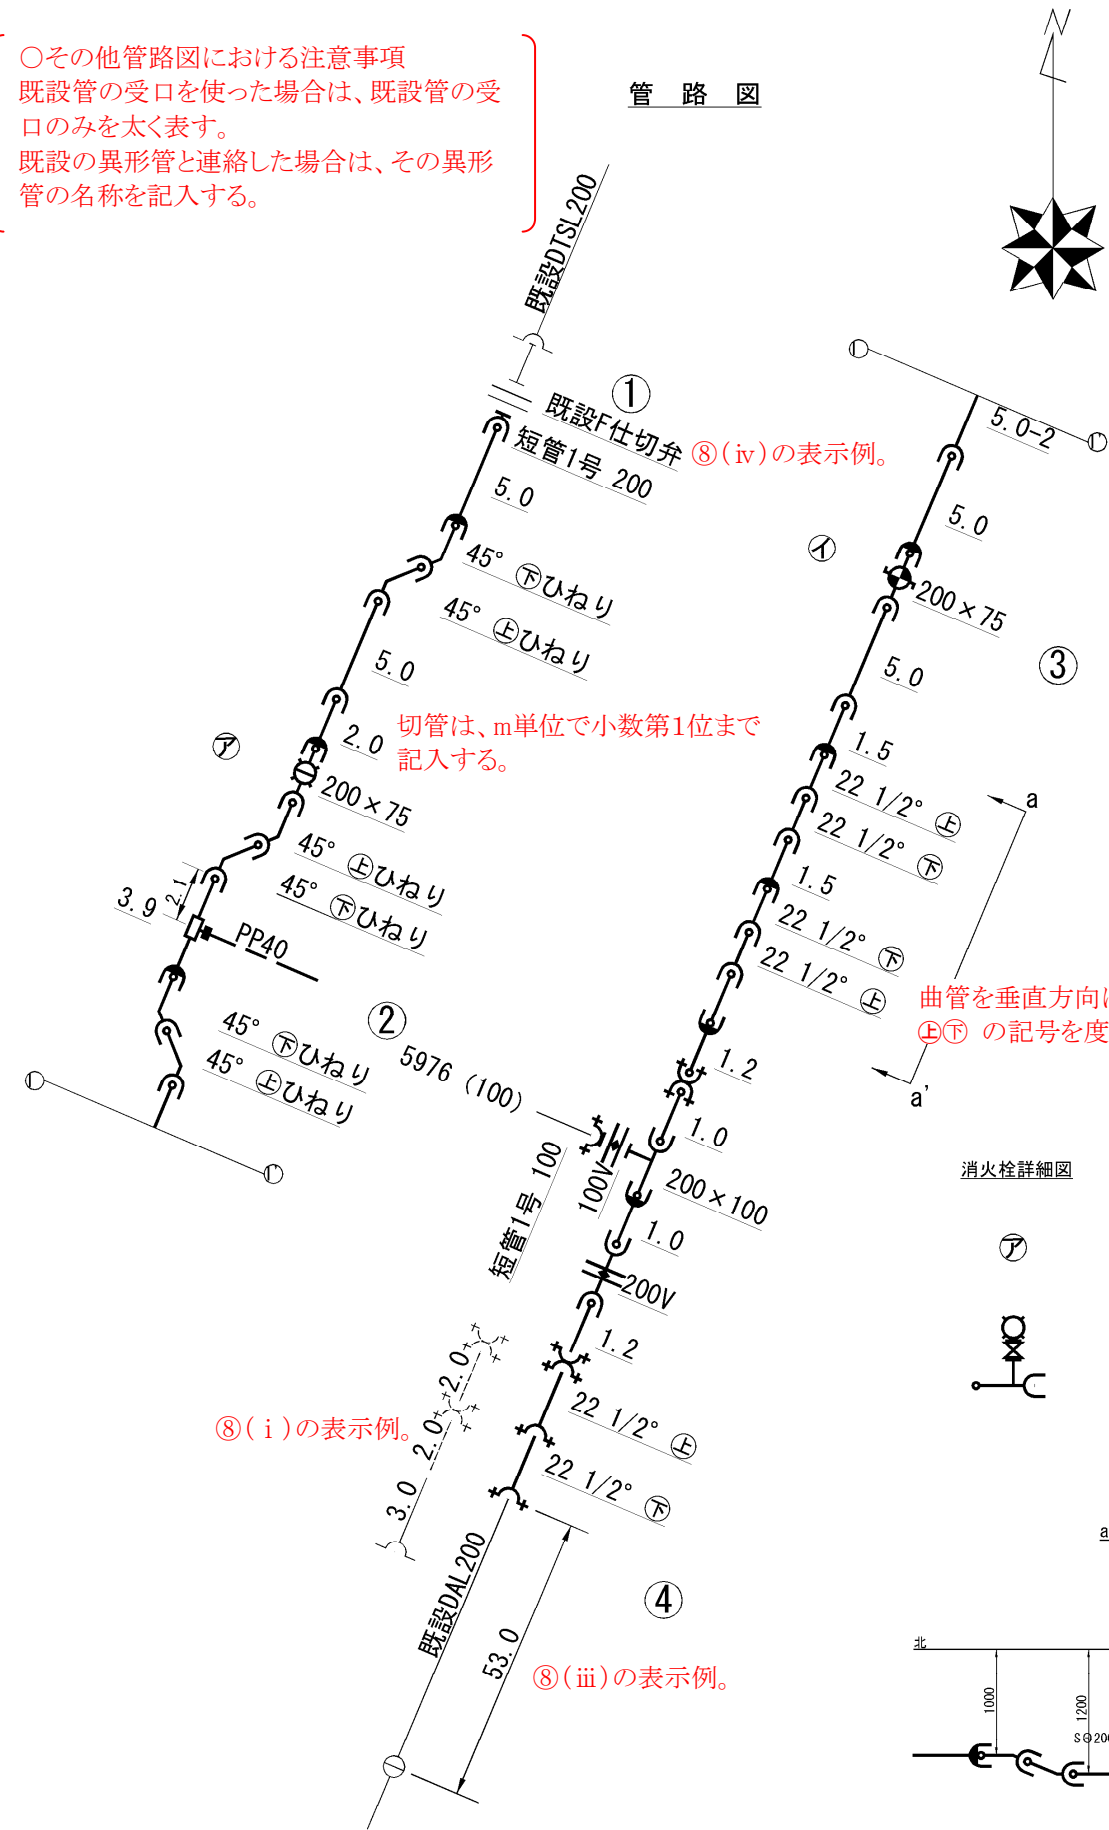 ○その他管路図における注意事項
既設管の受口を使った場合は、既設管の受
口のみを太く表す。
既設の異形管と連絡した場合は、その異形
管の名称を記入する。
管 路 図
N
既設DTSL200
①
既設F仕切弁
⑧(ⅳ)の表示例。
短管1号 200
5.0
45° ㊦ひねり
45° ㊤ひねり
5.0
2.0
切管は、m単位で小数第1位まで
記入する。
㋐
200×75
45° ㊤ひねり
45° ㊦ひねり
2.1
3.9
PP40
②
45° ㊦ひねり
45° ㊤ひねり
5.0-2
5.0
㋑
200×75
③
5.0
1.5
22 1/2° ㊤
22 1/2° ㊦
1.5
22 1/2° ㊦
22 1/2° ㊤
a
曲管を垂直方向に
㊤㊦ の記号を度
a'
1.2
5976 (100)
1.0
短管1号 100
100V
200×100
1.0
200V
1.2
22 1/2° ㊤
22 1/2° ㊦
2.0
2.0
3.0
⑧(ⅰ)の表示例。
既設DAL200
53.0
④
⑧(ⅲ)の表示例。
消火栓詳細図
㋐
a
北
1000
1200